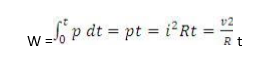 W = ∫₀ᵗ p dt = pt = i²Rt = v2/R t